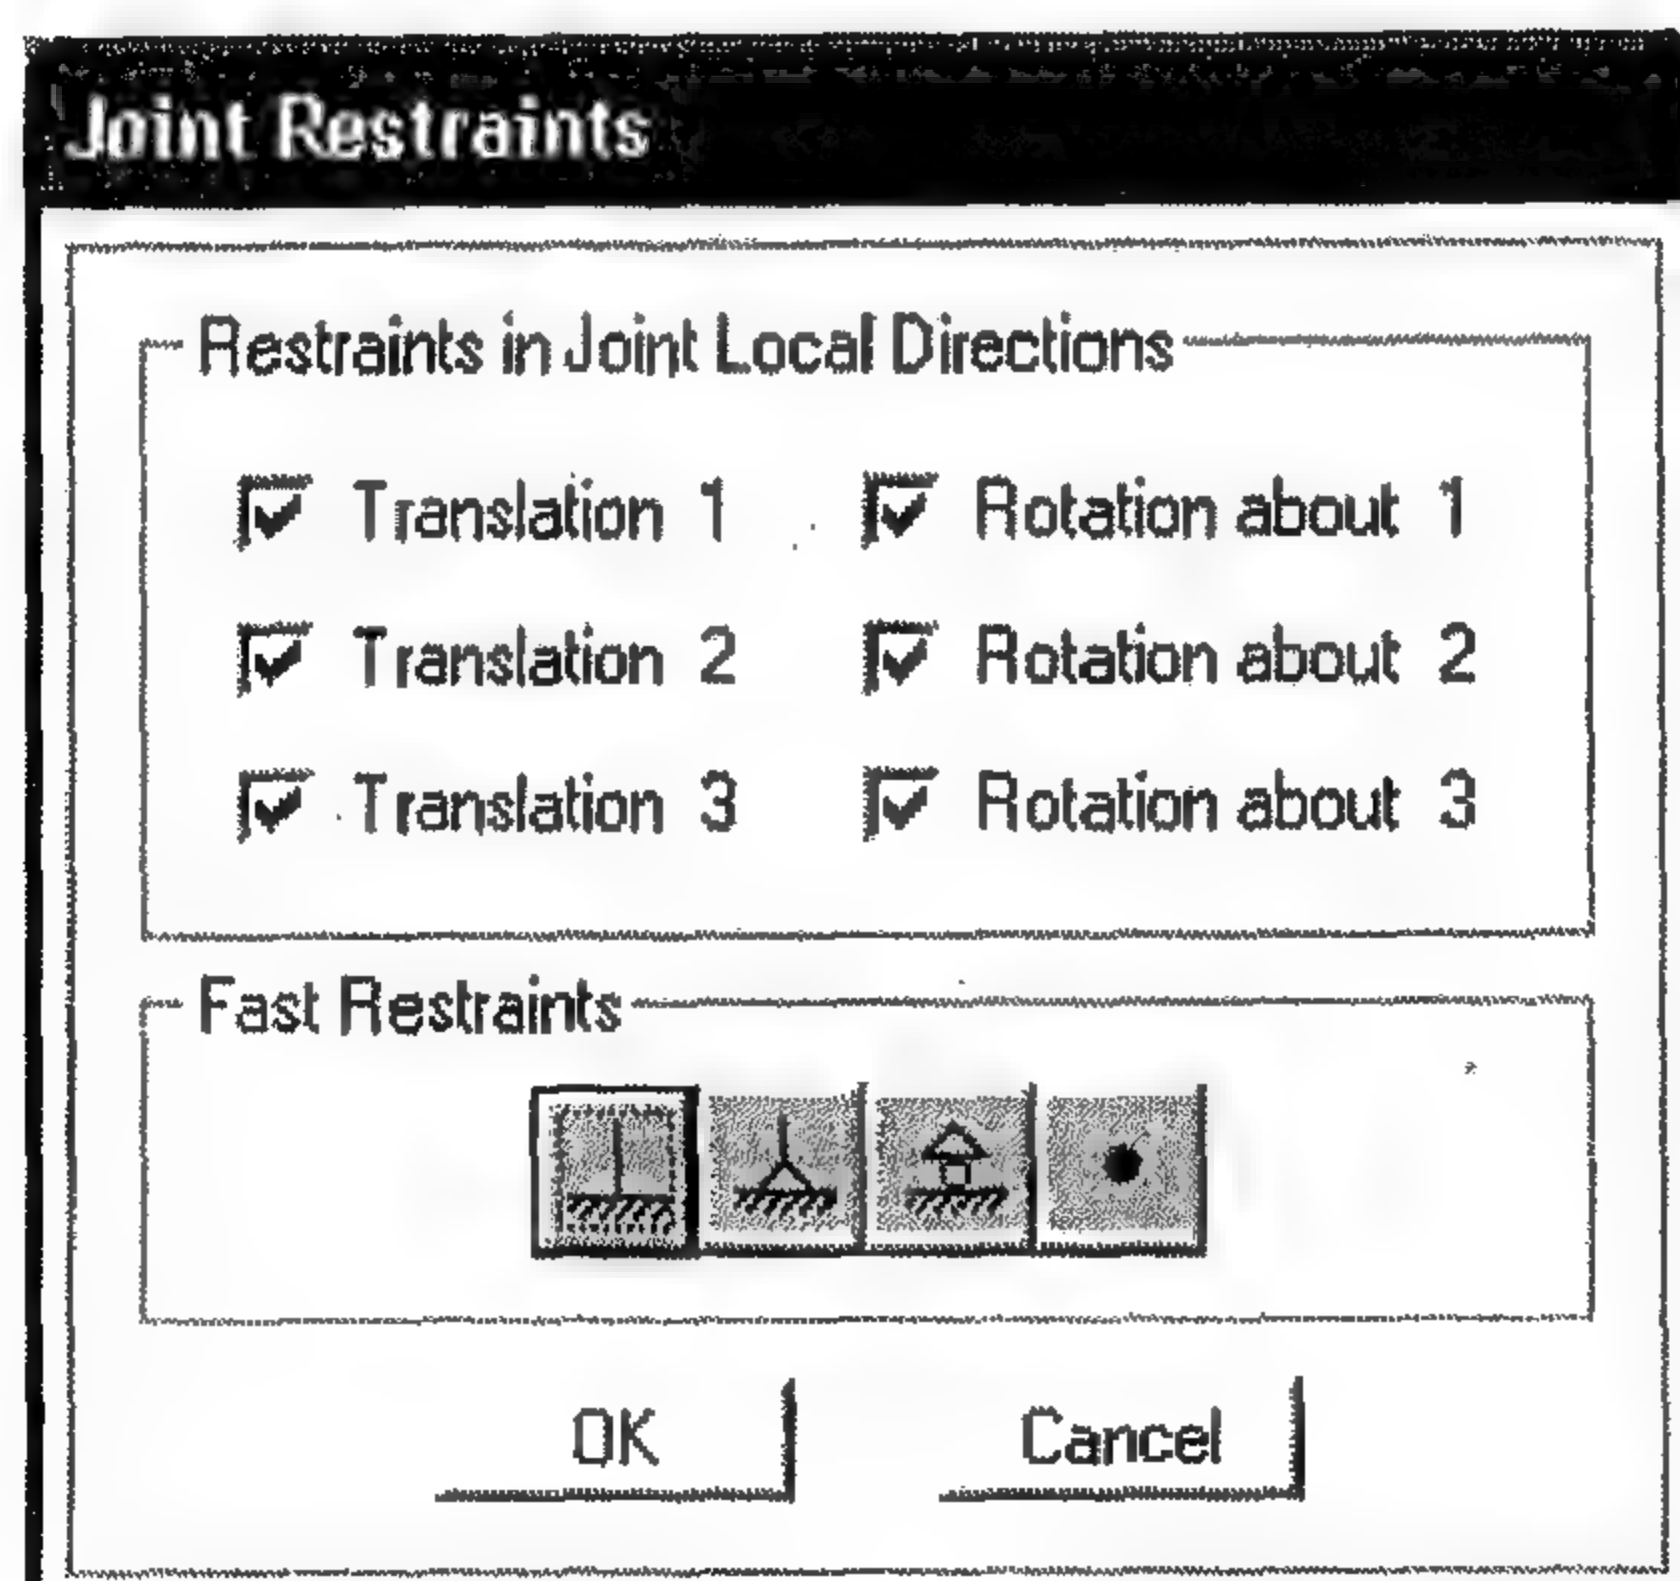 Joint Restraints
Restraints in Joint Local Directions
Translation 1 Rotation about 1
Translation 2 Rotation about 2
Translation 3 Rotation about 3
Fast Restraints
OK Cancel